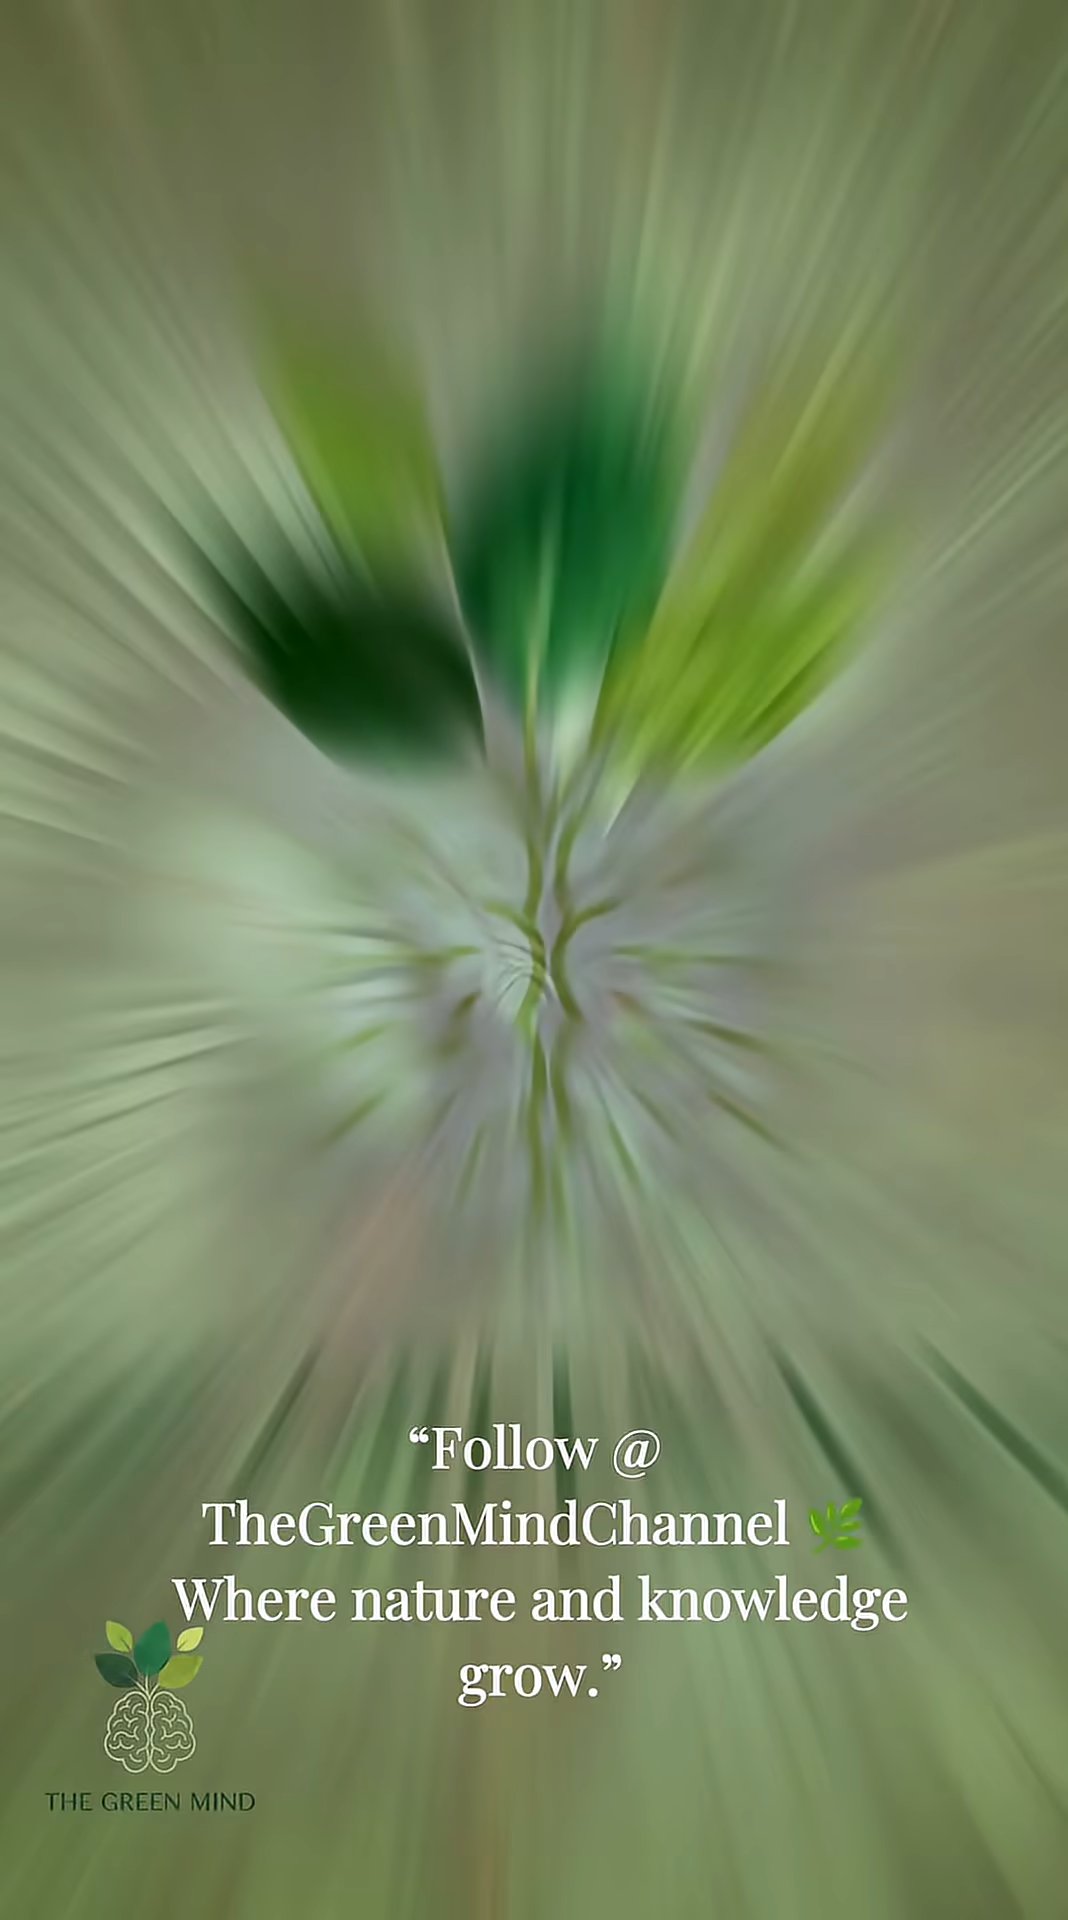 “Follow @
TheGreenMindChannel 🌿
Where nature and knowledge
grow.”
THE GREEN MIND